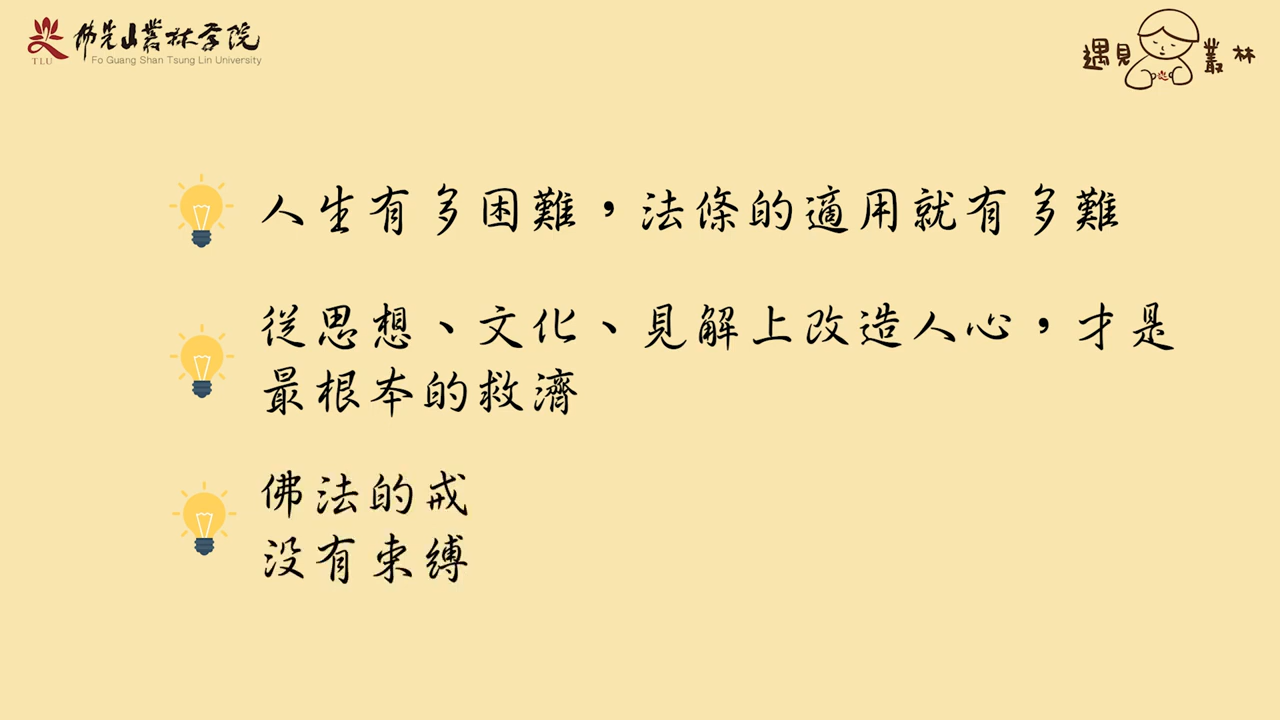 佛光山叢林學院
TLU
Fo Guang Shan Tsung Lin University
遇見叢林
人生有多困難，法條的適用就有多難
從思想、文化、見解上改造人心，才是
最根本的救濟
佛法的戒
沒有束縛